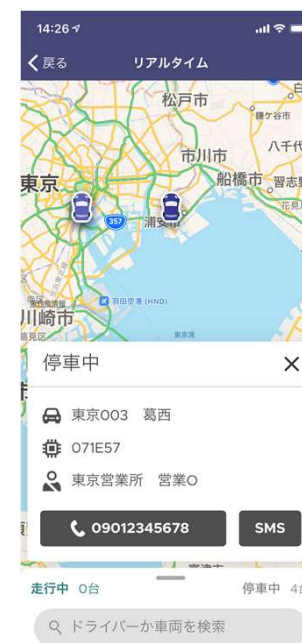 14:26
戻る
リアルタイム
松戸市
鎌ケ谷市
八千代
市川市
船橋市
習志野
東京
357
浦安市
羽田空港 (HND)
川崎市
東京湾
停車中
東京003 葛西
071E57
東京営業所 営業O
09012345678
SMS
走行中 0台
停車中 4台
ドライバーか車両を検索